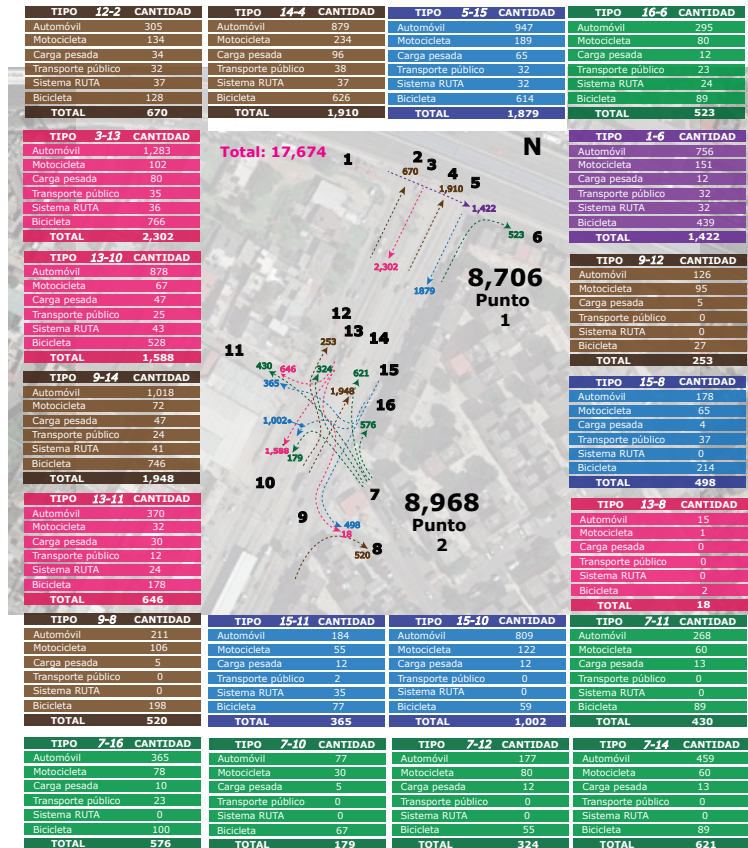 TIPO 12-2 CANTIDAD
Automóvil 305
Motocicleta 134
Carga pesada 34
Transporte público 32
Sistema RUTA 37
Bicicleta 128
TOTAL 670
TIPO 14-4 CANTIDAD
Automóvil 879
Motocicleta 234
Carga pesada 96
Transporte público 38
Sistema RUTA 37
Bicicleta 626
TOTAL 1,910
TIPO 5-15 CANTIDAD
Automóvil 947
Motocicleta 189
Carga pesada 65
Transporte público 32
Sistema RUTA 32
Bicicleta 614
TOTAL 1,879
TIPO 16-6 CANTIDAD
Automóvil 295
Motocicleta 80
Carga pesada 12
Transporte público 23
Sistema RUTA 24
Bicicleta 89
TOTAL 523
TIPO 3-13 CANTIDAD
Automóvil 1,283
Motocicleta 102
Carga pesada 80
Transporte público 35
Sistema RUTA 36
Bicicleta 766
TOTAL 2,302
TIPO 13-10 CANTIDAD
Automóvil 878
Motocicleta 67
Carga pesada 47
Transporte público 25
Sistema RUTA 43
Bicicleta 528
TOTAL 1,588
TIPO 9-14 CANTIDAD
Automóvil 1,018
Motocicleta 72
Carga pesada 47
Transporte público 24
Sistema RUTA 41
Bicicleta 746
TOTAL 1,948
TIPO 13-11 CANTIDAD
Automóvil 370
Motocicleta 32
Carga pesada 30
Transporte público 12
Sistema RUTA 24
Bicicleta 178
TOTAL 646
Total: 17,674
N
1
2
3
4
5
6
670
1,910
1,422
523
2,302
1879
8,706
Punto
1
12
13
14
15
16
11
253
430
646
324
621
365
1,948
1,002
576
1,588
179
10
7
9
8
498
18
520
8,968
Punto
2
TIPO 1-6 CANTIDAD
Automóvil 756
Motocicleta 151
Carga pesada 12
Transporte público 32
Sistema RUTA 32
Bicicleta 439
TOTAL 1,422
TIPO 9-12 CANTIDAD
Automóvil 126
Motocicleta 95
Carga pesada 5
Transporte público 0
Sistema RUTA 0
Bicicleta 27
TOTAL 253
TIPO 15-8 CANTIDAD
Automóvil 178
Motocicleta 65
Carga pesada 4
Transporte público 37
Sistema RUTA 0
Bicicleta 214
TOTAL 498
TIPO 13-8 CANTIDAD
Automóvil 15
Motocicleta 1
Carga pesada 0
Transporte público 0
Sistema RUTA 0
Bicicleta 2
TOTAL 18
TIPO 9-8 CANTIDAD
Automóvil 211
Motocicleta 106
Carga pesada 5
Transporte público 0
Sistema RUTA 0
Bicicleta 198
TOTAL 520
TIPO 15-11 CANTIDAD
Automóvil 184
Motocicleta 55
Carga pesada 12
Transporte público 2
Sistema RUTA 35
Bicicleta 77
TOTAL 365
TIPO 15-10 CANTIDAD
Automóvil 809
Motocicleta 122
Carga pesada 12
Transporte público 0
Sistema RUTA 0
Bicicleta 59
TOTAL 1,002
TIPO 7-11 CANTIDAD
Automóvil 268
Motocicleta 60
Carga pesada 13
Transporte público 0
Sistema RUTA 0
Bicicleta 89
TOTAL 430
TIPO 7-16 CANTIDAD
Automóvil 365
Motocicleta 78
Carga pesada 10
Transporte público 23
Sistema RUTA 0
Bicicleta 100
TOTAL 576
TIPO 7-10 CANTIDAD
Automóvil 77
Motocicleta 30
Carga pesada 5
Transporte público 0
Sistema RUTA 0
Bicicleta 67
TOTAL 179
TIPO 7-12 CANTIDAD
Automóvil 177
Motocicleta 80
Carga pesada 12
Transporte público 0
Sistema RUTA 0
Bicicleta 55
TOTAL 324
TIPO 7-14 CANTIDAD
Automóvil 459
Motocicleta 60
Carga pesada 13
Transporte público 0
Sistema RUTA 0
Bicicleta 89
TOTAL 621